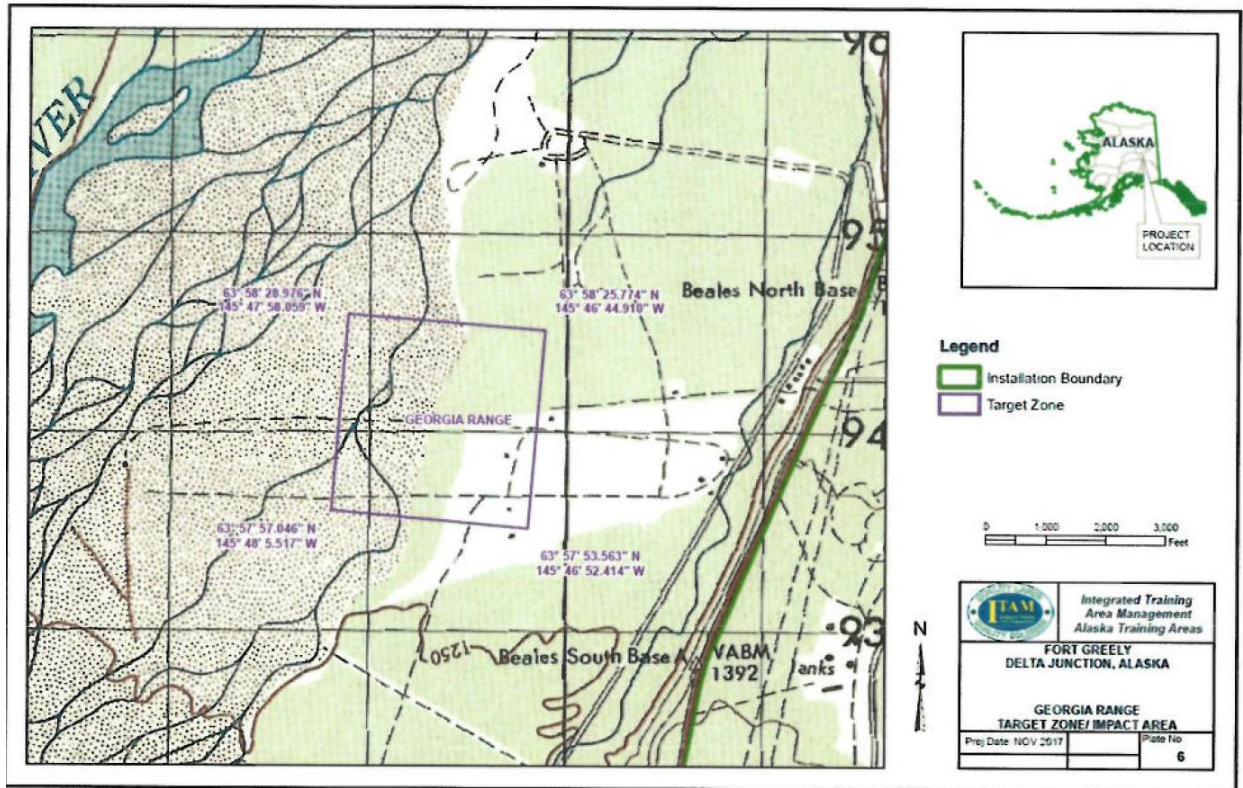 IVER
96
95
Beales North Base
63° 58' 28.976" N
145° 47' 58.059" W
63° 58' 25.774" N
145° 46' 44.910" W
GEORGIA RANGE
94
63° 57' 57.046" N
145° 48' 5.517" W
63° 57' 53.563" N
145° 46' 52.414" W
93
1250
Beales South Base
VABM
1392
anks
ALASKA
PROJECT
LOCATION
Legend
Installation Boundary
Target Zone
0 1,000 2,000 3,000
Feet
N
ITAM
Integrated Training
Area Management
Alaska Training Areas
FORT GREELY
DELTA JUNCTION, ALASKA
GEORGIA RANGE
TARGET ZONE/ IMPACT AREA
Proj Date: NOV 2017
Plate No
6